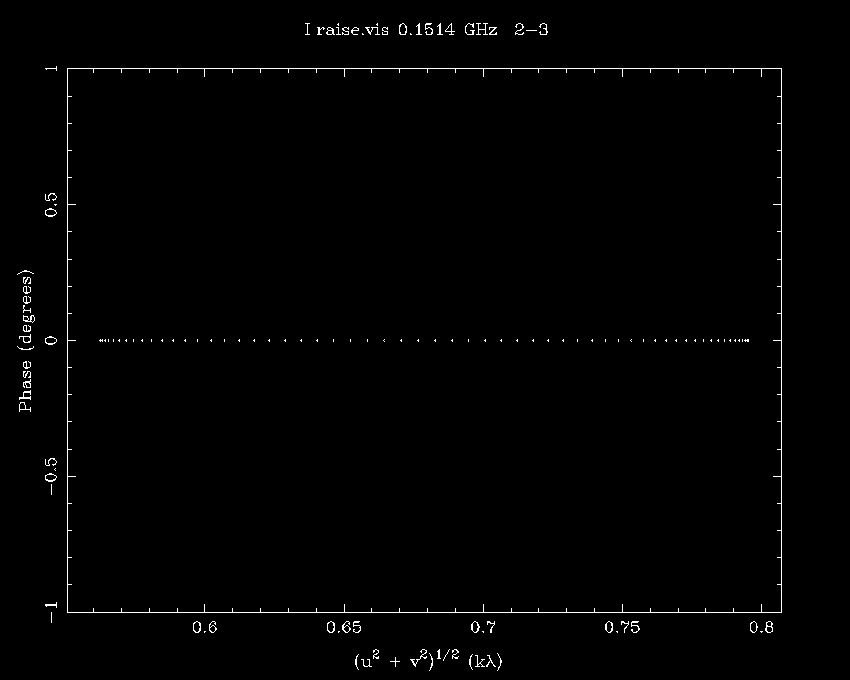 I raise.vis 0.1514 GHz 2−3
1
0.5
0
−0.5
−1
Phase (degrees)
0.6 0.65 0.7 0.75 0.8
(u² + v²)¹/² (kλ)